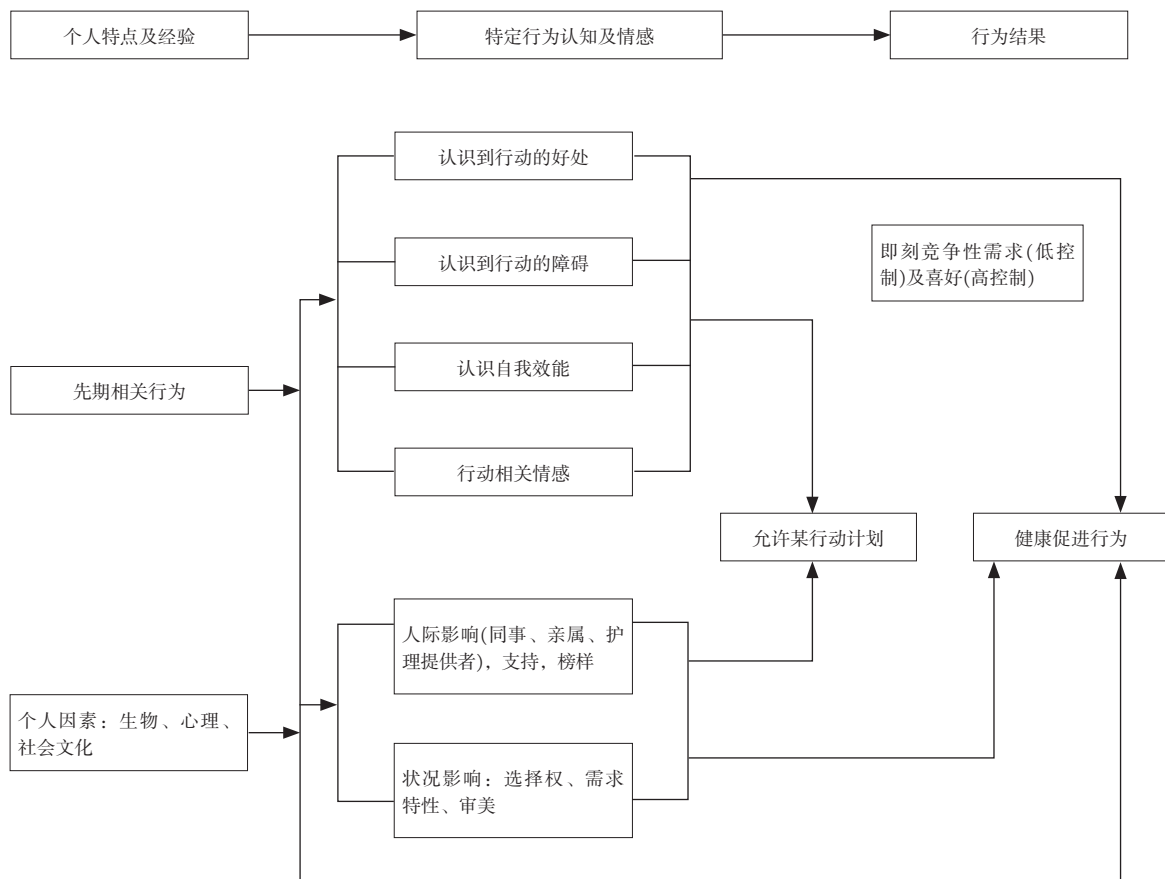 个人特点及经验
特定行为认知及情感
行为结果
认识到行动的好处
即刻竞争性需求(低控
制)及喜好(高控制)
认识到行动的障碍
认识自我效能
先期相关行为
行动相关情感
允许某行动计划
健康促进行为
人际影响(同事、亲属、护
理提供者)，支持，榜样
个人因素：生物、心理、
社会文化
状况影响：选择权、需求
特性、审美